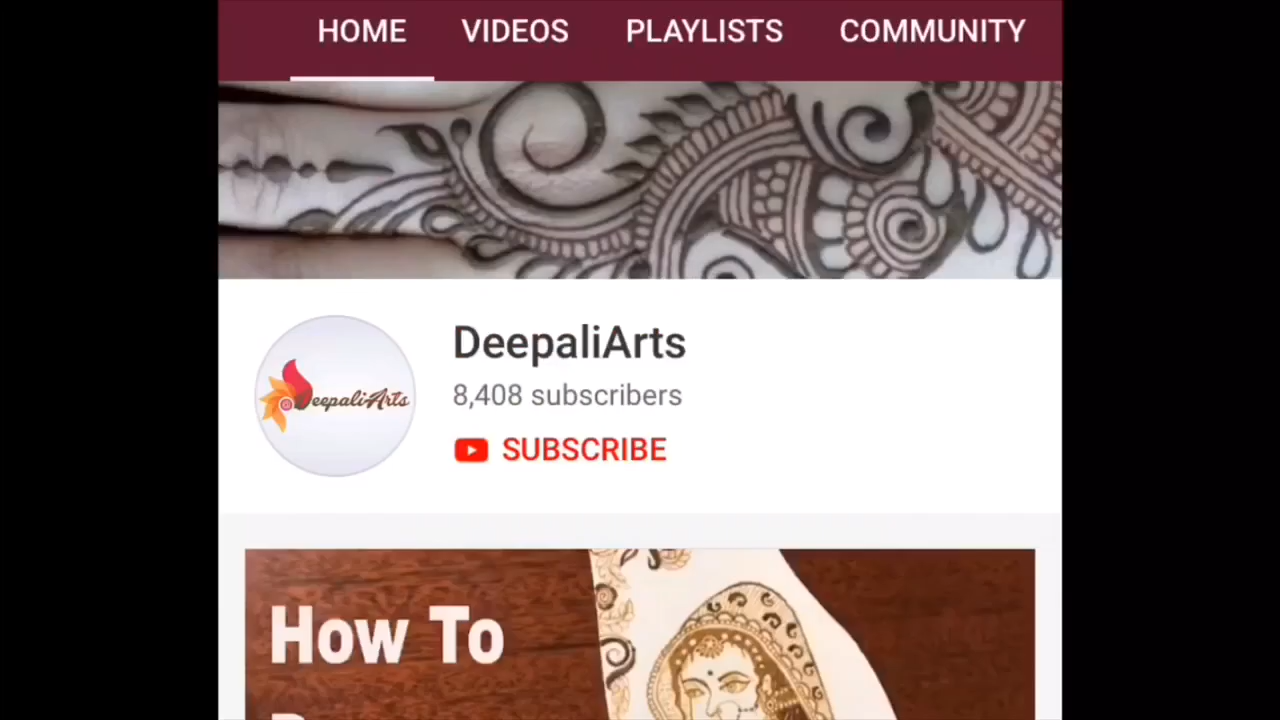 HOME VIDEOS PLAYLISTS COMMUNITY
DeepaliArts
DeepaliArts
8,408 subscribers
SUBSCRIBE
How To